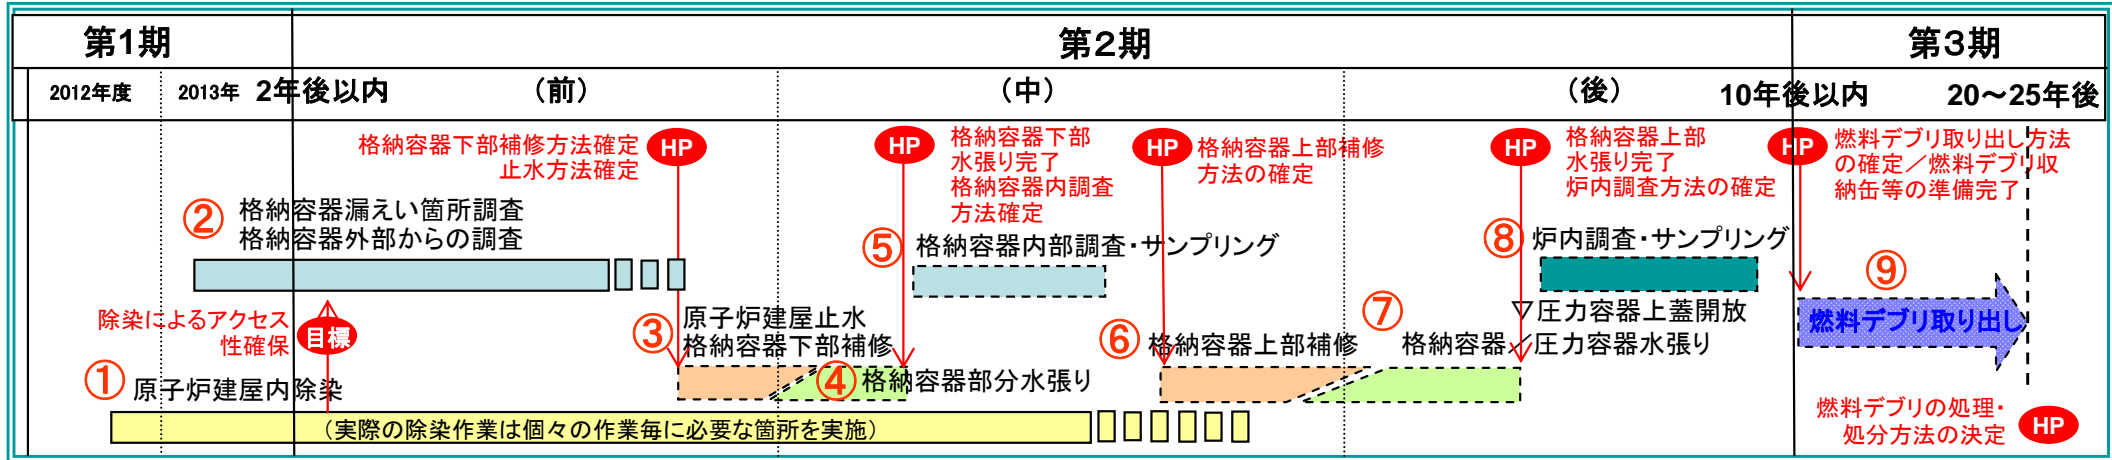 第1期
第2期
第3期
2012年度
2013年
2年後以内
（前）
（中）
（後）
10年後以内
20～25年後
格納容器下部補修方法確定
止水方法確定
HP
HP
格納容器下部
水張り完了
格納容器内調査
方法確定
HP
格納容器上部補修
方法の確定
HP
格納容器上部
水張り完了
炉内調査方法の確定
HP
燃料デブリ取り出し方法
の確定／燃料デブリ収
納缶等の準備完了
②
格納容器漏えい箇所調査
格納容器外部からの調査
⑤
格納容器内部調査・サンプリング
⑧
炉内調査・サンプリング
⑨
燃料デブリ取り出し
除染によるアクセス
性確保
目標
③
原子炉建屋止水
格納容器下部補修
⑥
格納容器上部補修
⑦
▽圧力容器上蓋開放
格納容器／圧力容器水張り
①
原子炉建屋内除染
④
格納容器部分水張り
（実際の除染作業は個々の作業毎に必要な箇所を実施）
燃料デブリの処理・
処分方法の決定
HP